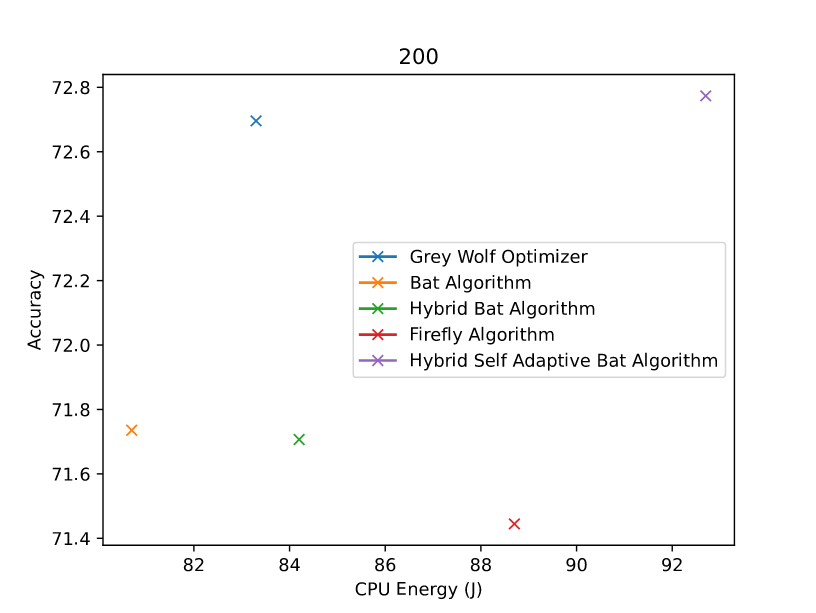 200
72.8
72.6
72.4
72.2
72.0
71.8
71.6
71.4
Accuracy
Grey Wolf Optimizer
Bat Algorithm
Hybrid Bat Algorithm
Firefly Algorithm
Hybrid Self Adaptive Bat Algorithm
82 84 86 88 90 92
CPU Energy (J)